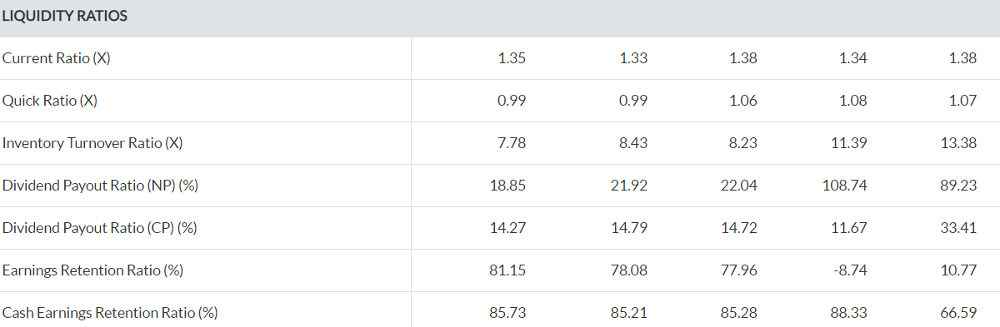 LIQUIDITY RATIOS
Current Ratio (X) 1.35 1.33 1.38 1.34 1.38
Quick Ratio (X) 0.99 0.99 1.06 1.08 1.07
Inventory Turnover Ratio (X) 7.78 8.43 8.23 11.39 13.38
Dividend Payout Ratio (NP) (%) 18.85 21.92 22.04 108.74 89.23
Dividend Payout Ratio (CP) (%) 14.27 14.79 14.72 11.67 33.41
Earnings Retention Ratio (%) 81.15 78.08 77.96 -8.74 10.77
Cash Earnings Retention Ratio (%) 85.73 85.21 85.28 88.33 66.59